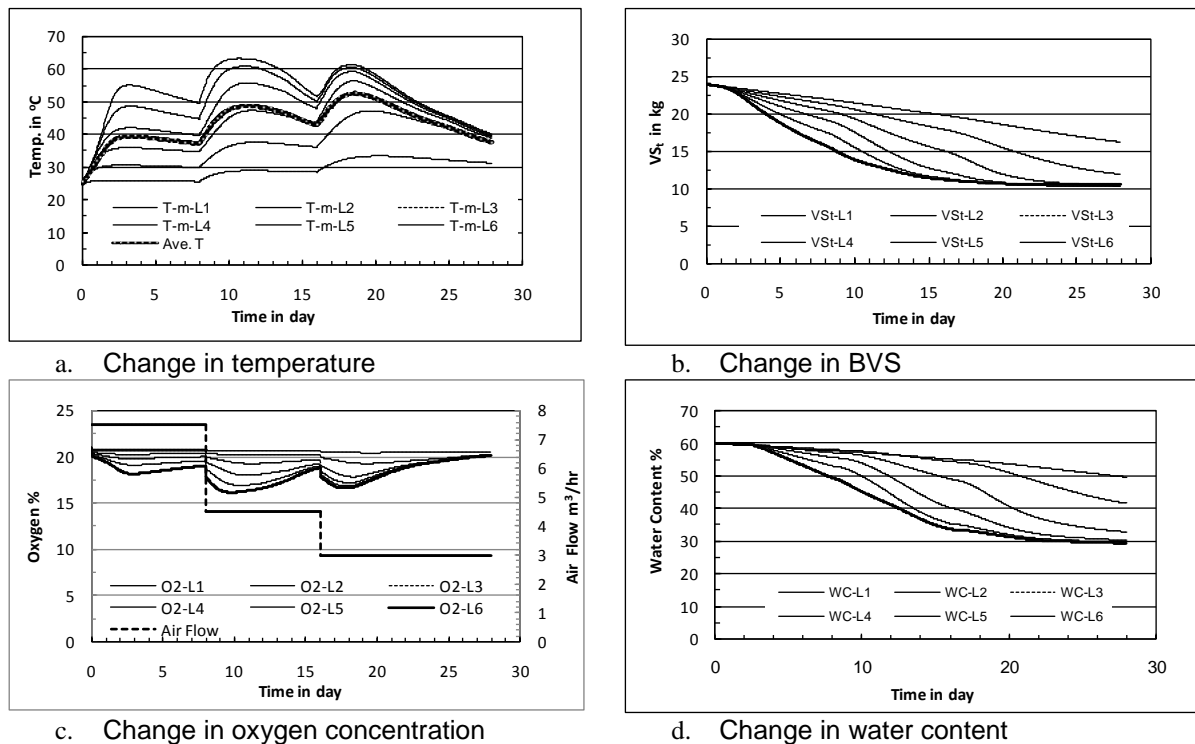 70
60
50
40
30
20
10
0
Temp. in ºC
T-m-L1 T-m-L2 T-m-L3
T-m-L4 T-m-L5 T-m-L6
Ave. T
0 5 10 15 20 25 30
Time in day
a. Change in temperature
30
25
20
15
10
5
0
VSt in kg
VSt-L1 VSt-L2 VSt-L3
VSt-L4 VSt-L5 VSt-L6
0 5 10 15 20 25 30
Time in day
b. Change in BVS
25
20
15
10
5
0
Oxygen %
O2-L1 O2-L2 O2-L3
O2-L4 O2-L5 O2-L6
Air Flow
8
7
6
5
4
3
2
1
0
Air Flow m³/hr
0 5 10 15 20 25 30
Time in day
c. Change in oxygen concentration
70
60
50
40
30
20
10
0
Water Content %
WC-L1 WC-L2 WC-L3
WC-L4 WC-L5 WC-L6
0 10 20 30
Time in day
d. Change in water content